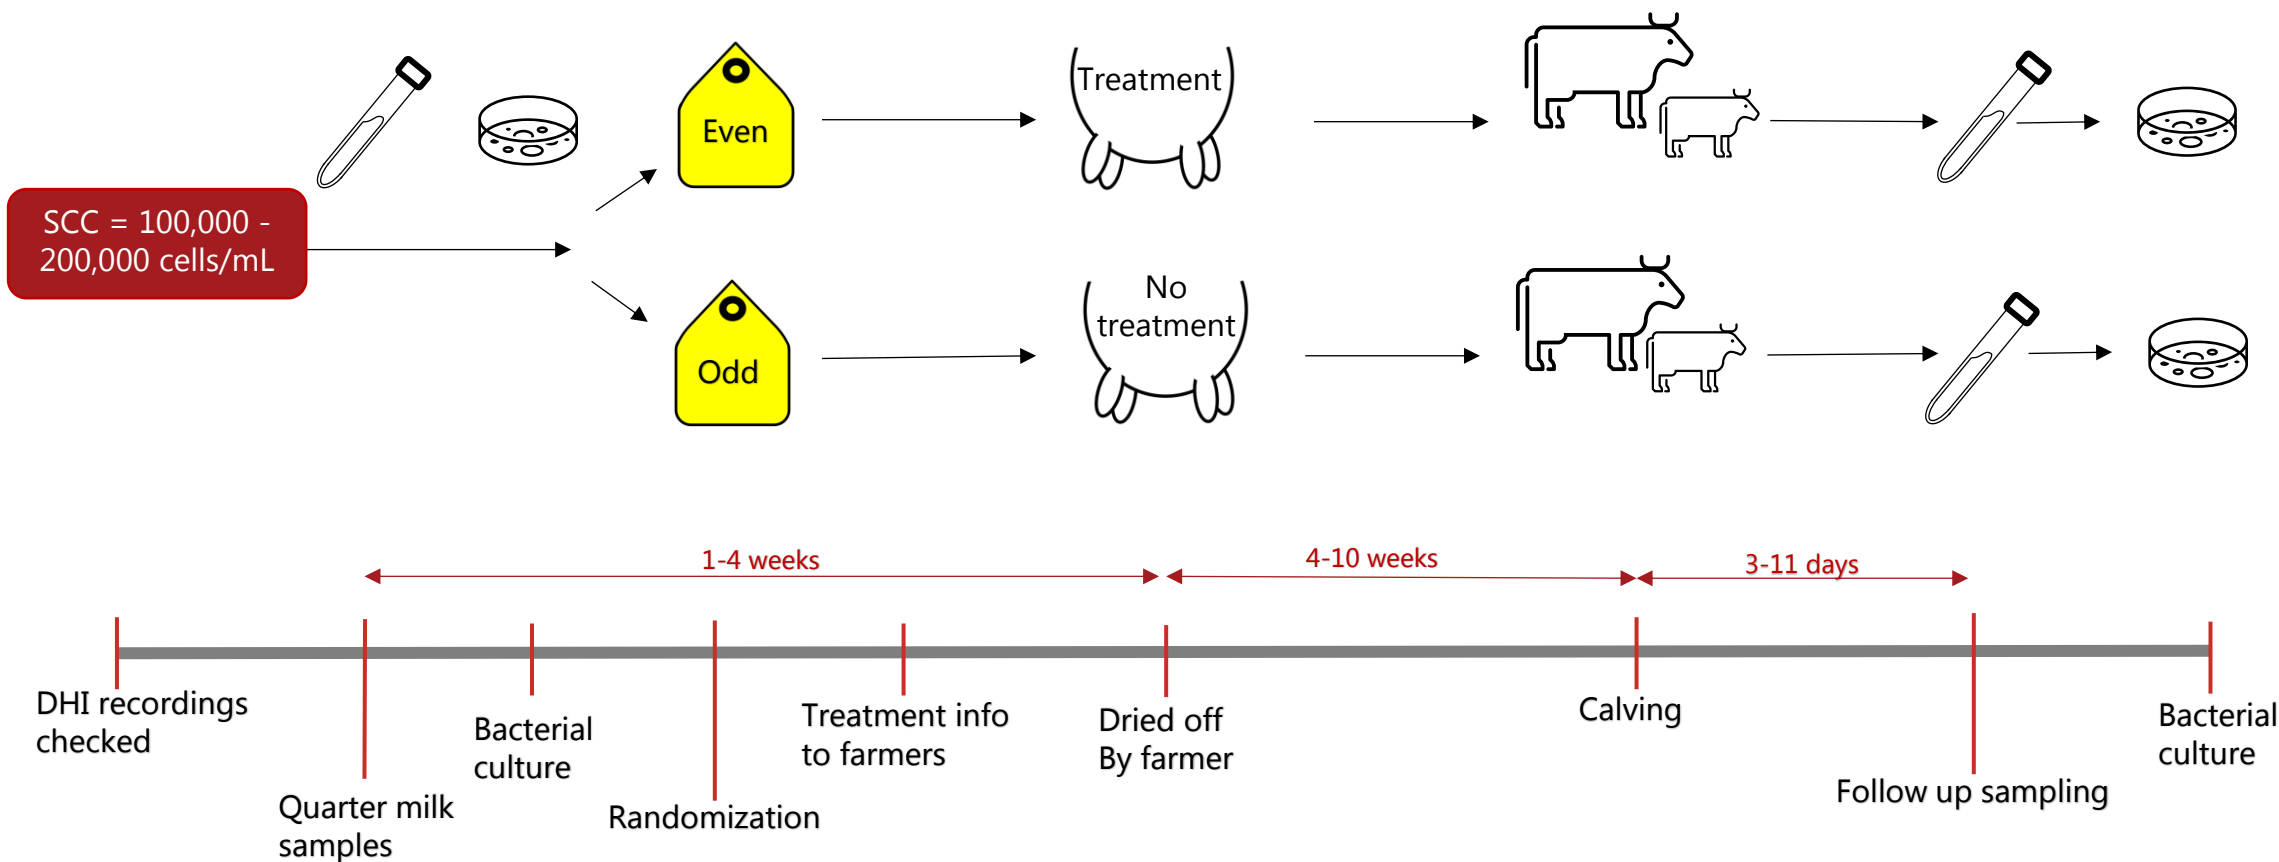 SCC = 100,000 -
200,000 cells/mL
Even
Treatment
Odd
No
treatment
1-4 weeks
4-10 weeks
3-11 days
DHI recordings
checked
Quarter milk
samples
Bacterial
culture
Randomization
Treatment info
to farmers
Dried off
By farmer
Calving
Follow up sampling
Bacterial
culture